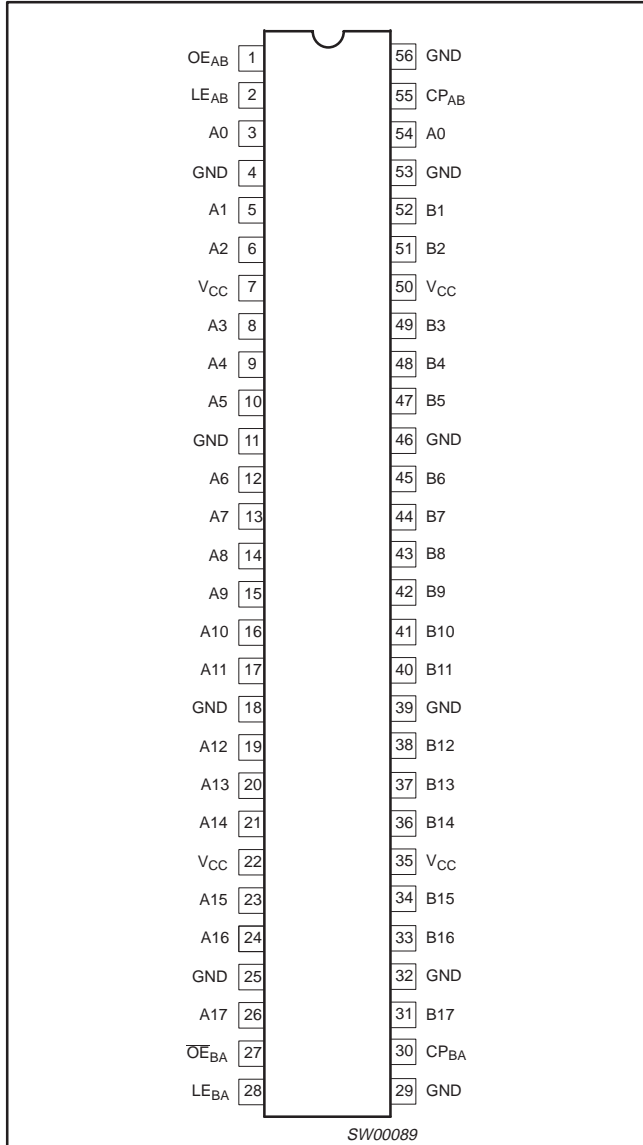 OEAB 1 56 GND
LEAB 2 55 CPAB
A0 3 54 A0
GND 4 53 GND
A1 5 52 B1
A2 6 51 B2
VCC 7 50 VCC
A3 8 49 B3
A4 9 48 B4
A5 10 47 B5
GND 11 46 GND
A6 12 45 B6
A7 13 44 B7
A8 14 43 B8
A9 15 42 B9
A10 16 41 B10
A11 17 40 B11
GND 18 39 GND
A12 19 38 B12
A13 20 37 B13
A14 21 36 B14
VCC 22 35 VCC
A15 23 34 B15
A16 24 33 B16
GND 25 32 GND
A17 26 31 B17
O̅E̅BA 27 30 CPBA
LEBA 28 29 GND
SW00089